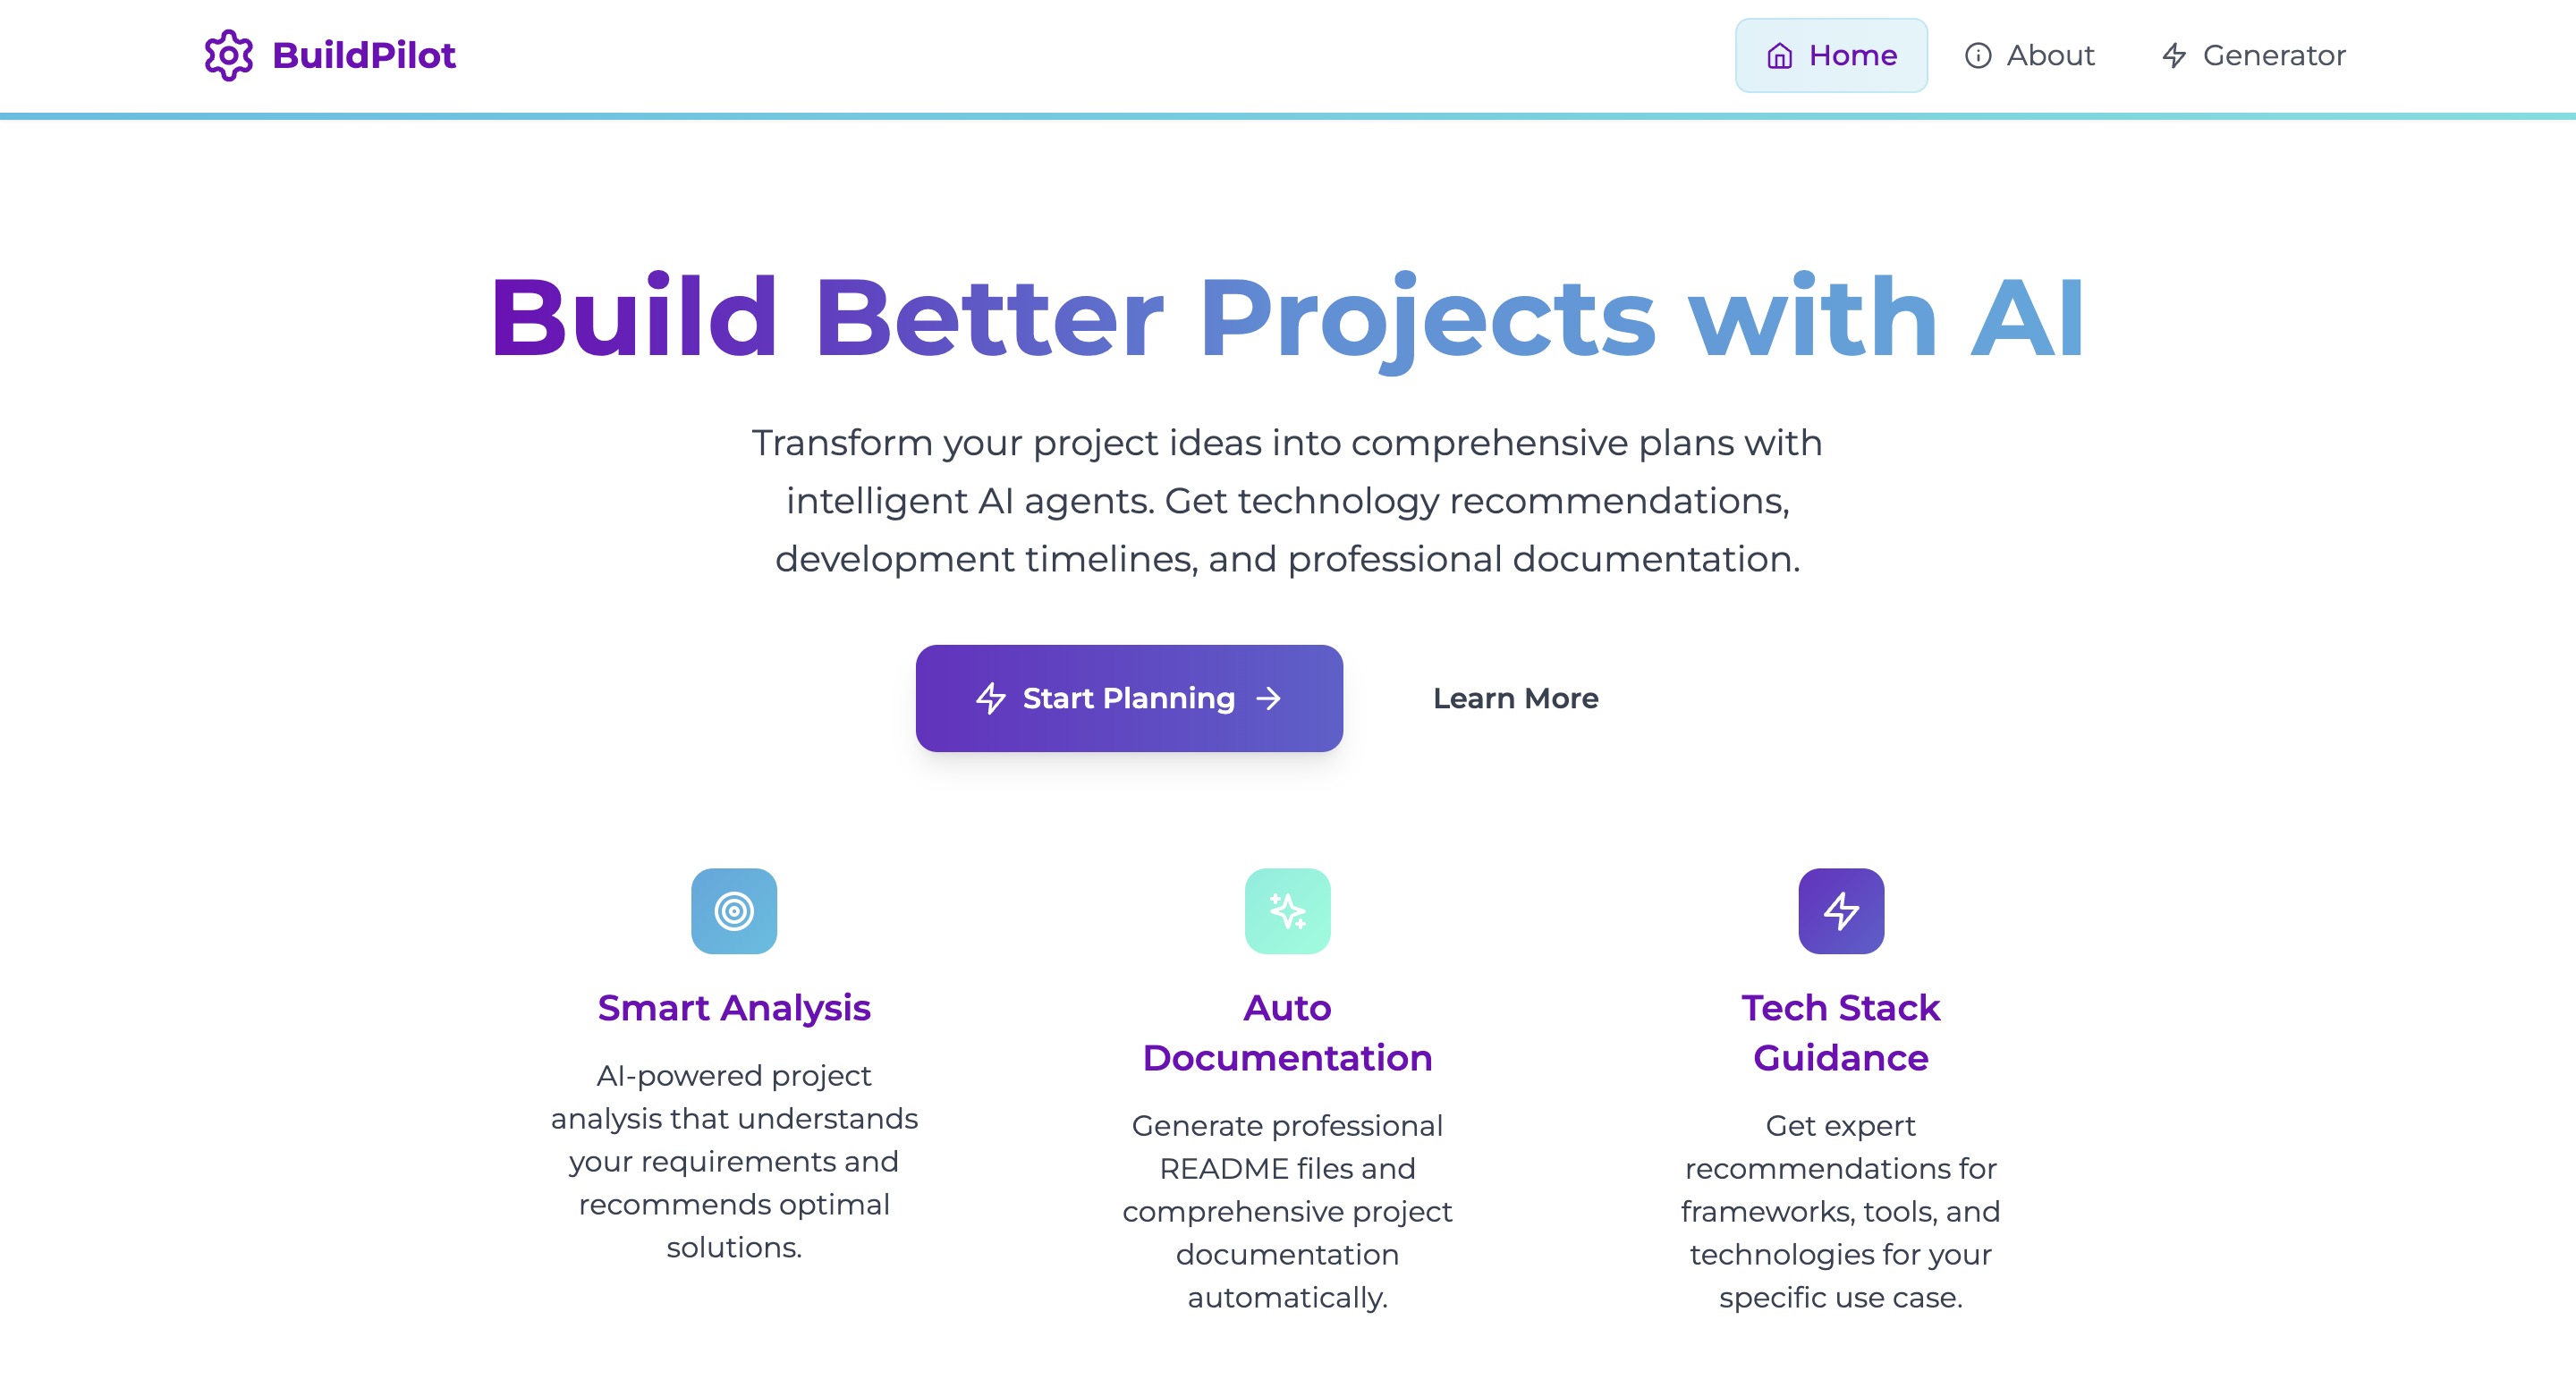 BuildPilot
Home
About
Generator
Build Better Projects with AI
Transform your project ideas into comprehensive plans with
intelligent AI agents. Get technology recommendations,
development timelines, and professional documentation.
Start Planning
Learn More
Smart Analysis
AI-powered project
analysis that understands
your requirements and
recommends optimal
solutions.
Auto
Documentation
Generate professional
README files and
comprehensive project
documentation
automatically.
Tech Stack
Guidance
Get expert
recommendations for
frameworks, tools, and
technologies for your
specific use case.